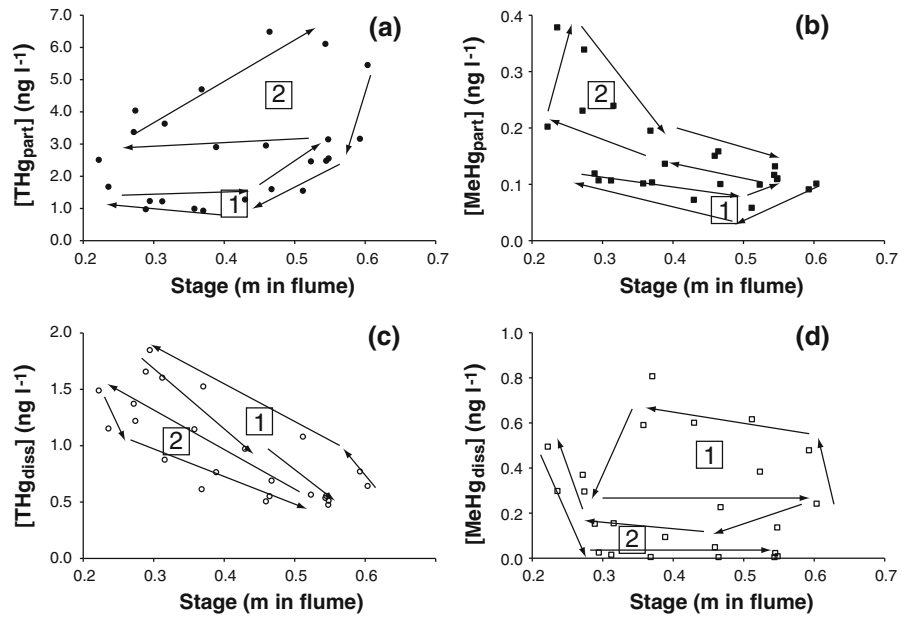 (a)
[THgpart] (ng l-1)
7.0
6.0
5.0
4.0
3.0
2.0
1.0
0.0
2
1
0.2 0.3 0.4 0.5 0.6 0.7
Stage (m in flume)
(b)
[MeHgpart] (ng l-1)
0.4
0.3
0.2
0.1
0.0
2
1
0.2 0.3 0.4 0.5 0.6 0.7
Stage (m in flume)
(c)
[THgdiss] (ng l-1)
2.0
1.5
1.0
0.5
0.0
1
2
0.2 0.3 0.4 0.5 0.6 0.7
Stage (m in flume)
(d)
[MeHgdiss] (ng l-1)
1.0
0.8
0.6
0.4
0.2
0.0
1
2
0.2 0.3 0.4 0.5 0.6 0.7
Stage (m in flume)